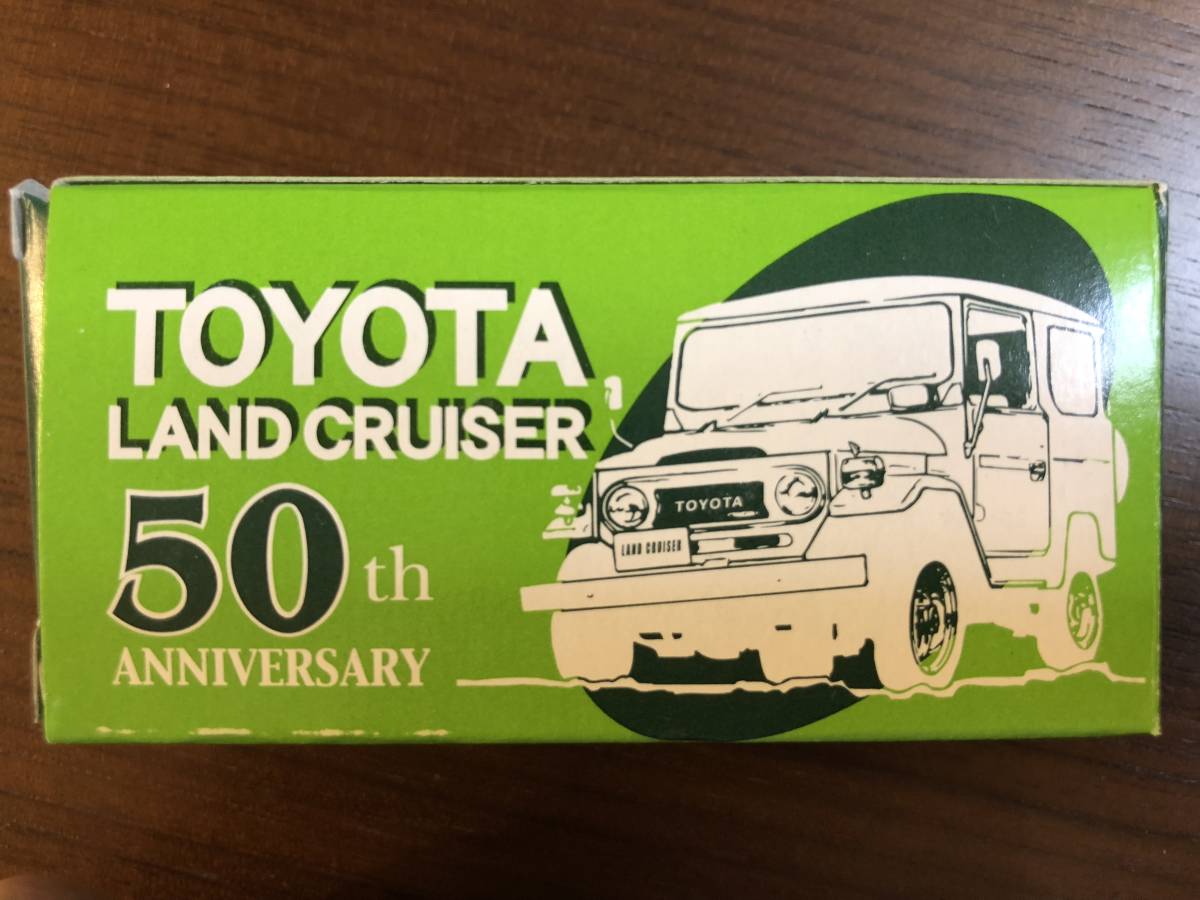 TOYOTA
LAND CRUISER
50th
ANNIVERSARY
TOYOTA
LAND CRUISER